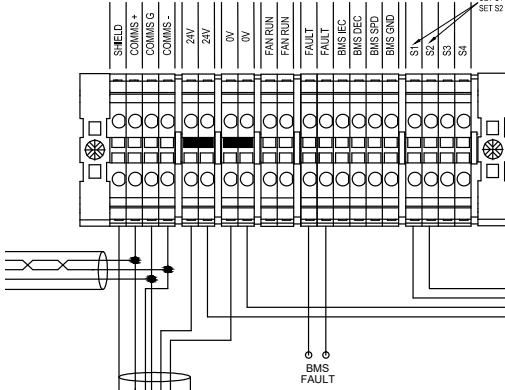 SHIELD
COMMS +
COMMS G
COMMS -
24V
24V
0V
0V
FAN RUN
FAN RUN
FAULT
FAULT
BMS IEC
BMS DEC
BMS SPD
BMS GND
S1
S2
S3
S4
SET S2
BMS
FAULT